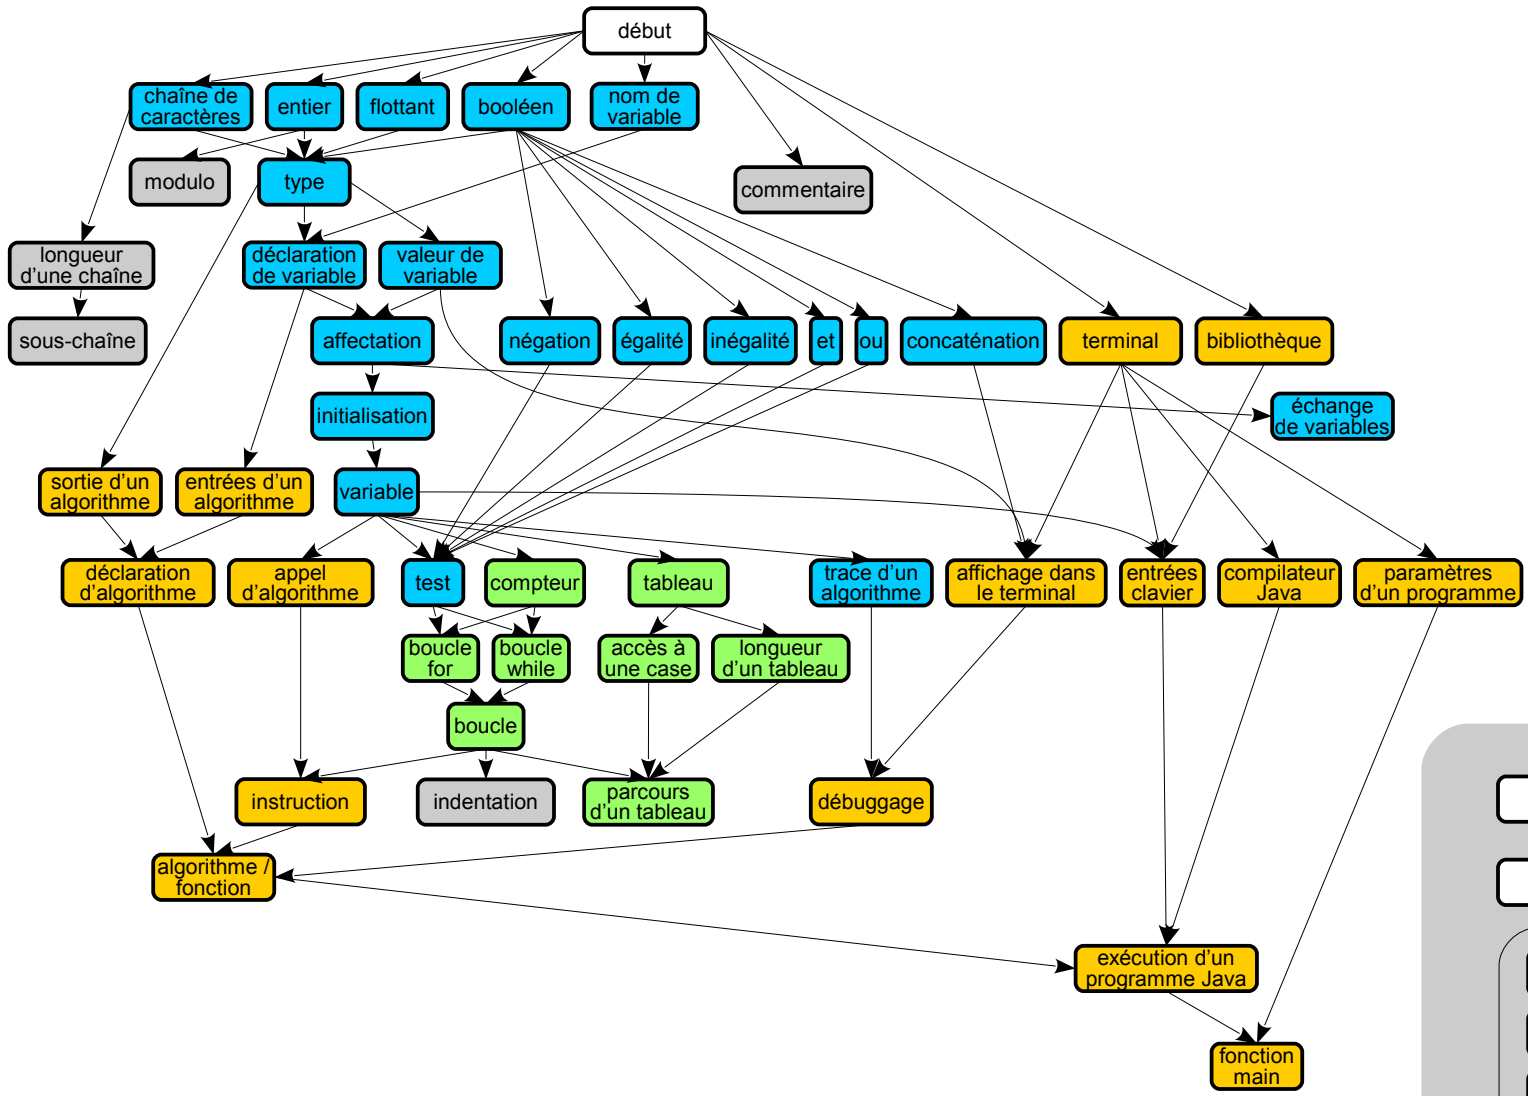 début
chaîne de
caractères
entier
flottant
booléen
nom de
variable
modulo
type
commentaire
longueur
d'une chaîne
déclaration
de variable
valeur de
variable
sous-chaîne
affectation
négation
égalité
inégalité
et
ou
concaténation
terminal
bibliothèque
initialisation
échange
de variables
sortie d'un
algorithme
entrées d'un
algorithme
variable
déclaration
d'algorithme
appel
d'algorithme
test
compteur
tableau
trace d'un
algorithme
affichage dans
le terminal
entrées
clavier
compilateur
Java
paramètres
d'un programme
boucle
for
boucle
while
accès à
une case
longueur
d'un tableau
boucle
instruction
indentation
parcours
d'un tableau
débuggage
algorithme /
fonction
exécution d'un
programme Java
fonction
main